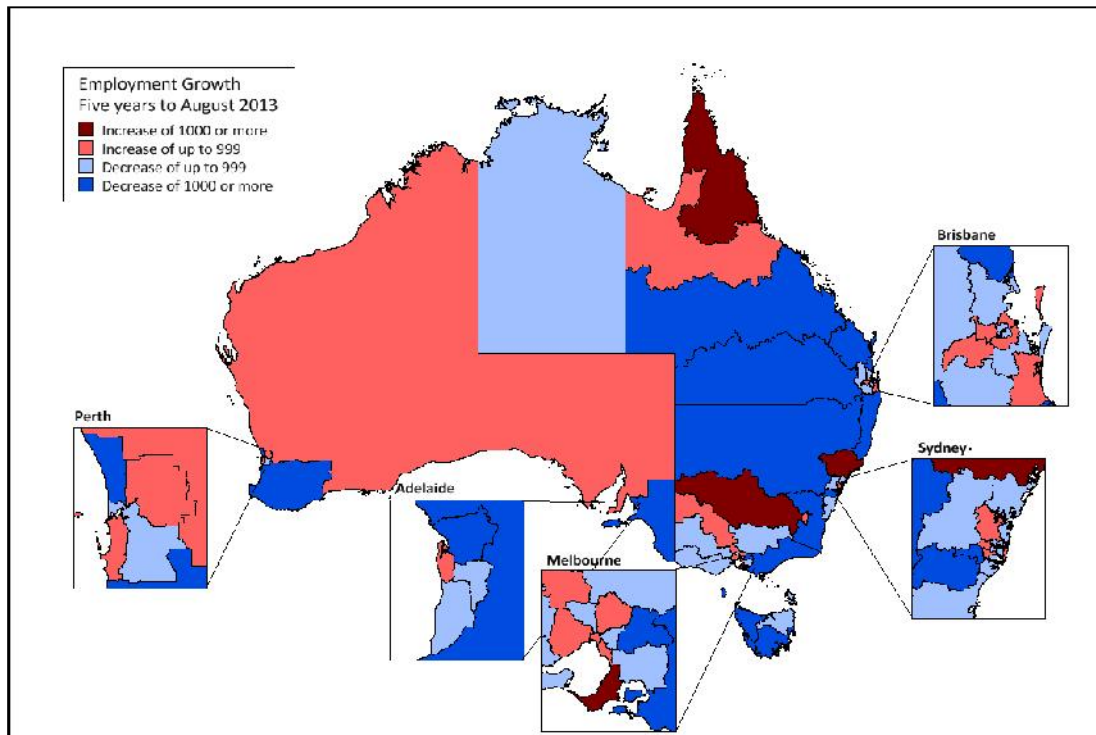 Employment Growth
Five years to August 2013
Increase of 1000 or more
Increase of up to 999
Decrease of up to 999
Decrease of 1000 or more
Brisbane
Perth
Adelaide
Sydney
Melbourne